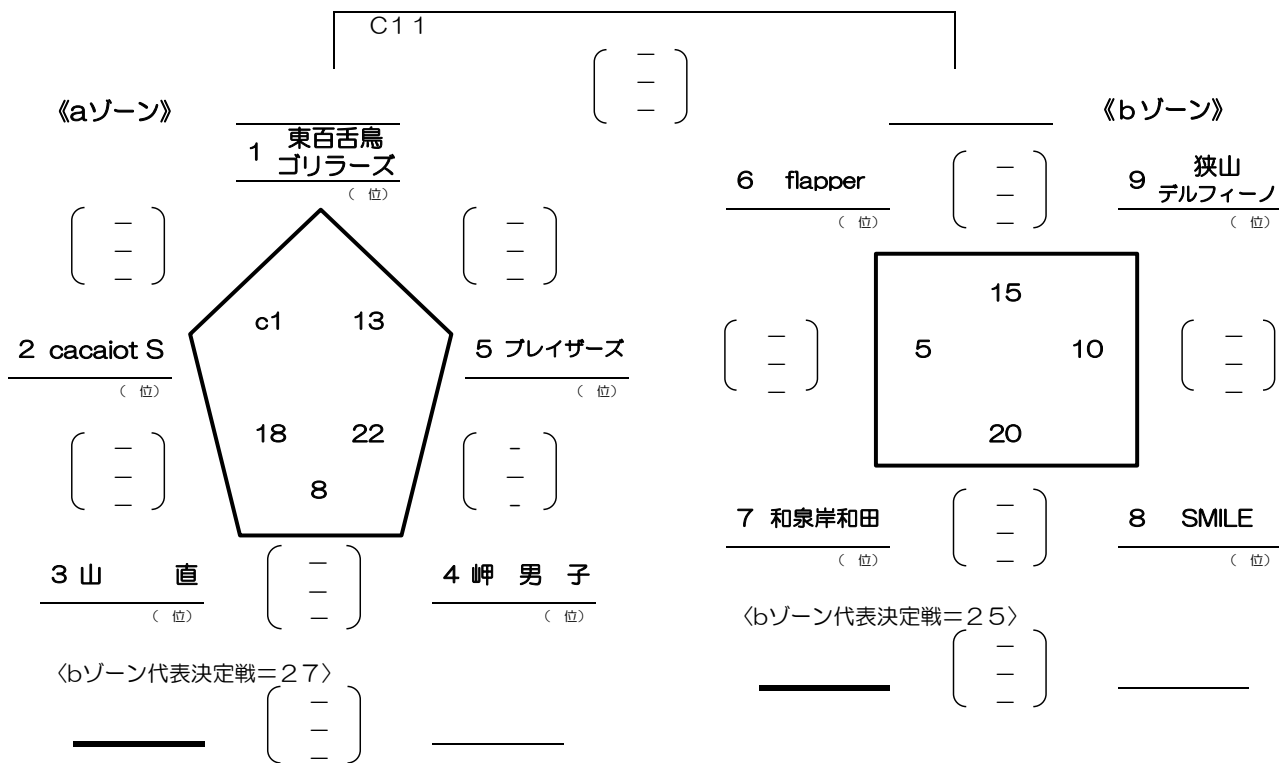 C11
《aゾーン》
《bゾーン》
1 東百舌鳥
ゴリラーズ
( 位)
6 flapper
( 位)
9 狭山
デルフィーノ
( 位)
c1
13
15
2 cacaiot S
( 位)
5 ブレイザーズ
( 位)
5
10
18
22
20
8
7 和泉岸和田
( 位)
8 SMILE
( 位)
3 山 直
( 位)
4 岬 男 子
( 位)
〈bゾーン代表決定戦=25〉
〈bゾーン代表決定戦=27〉